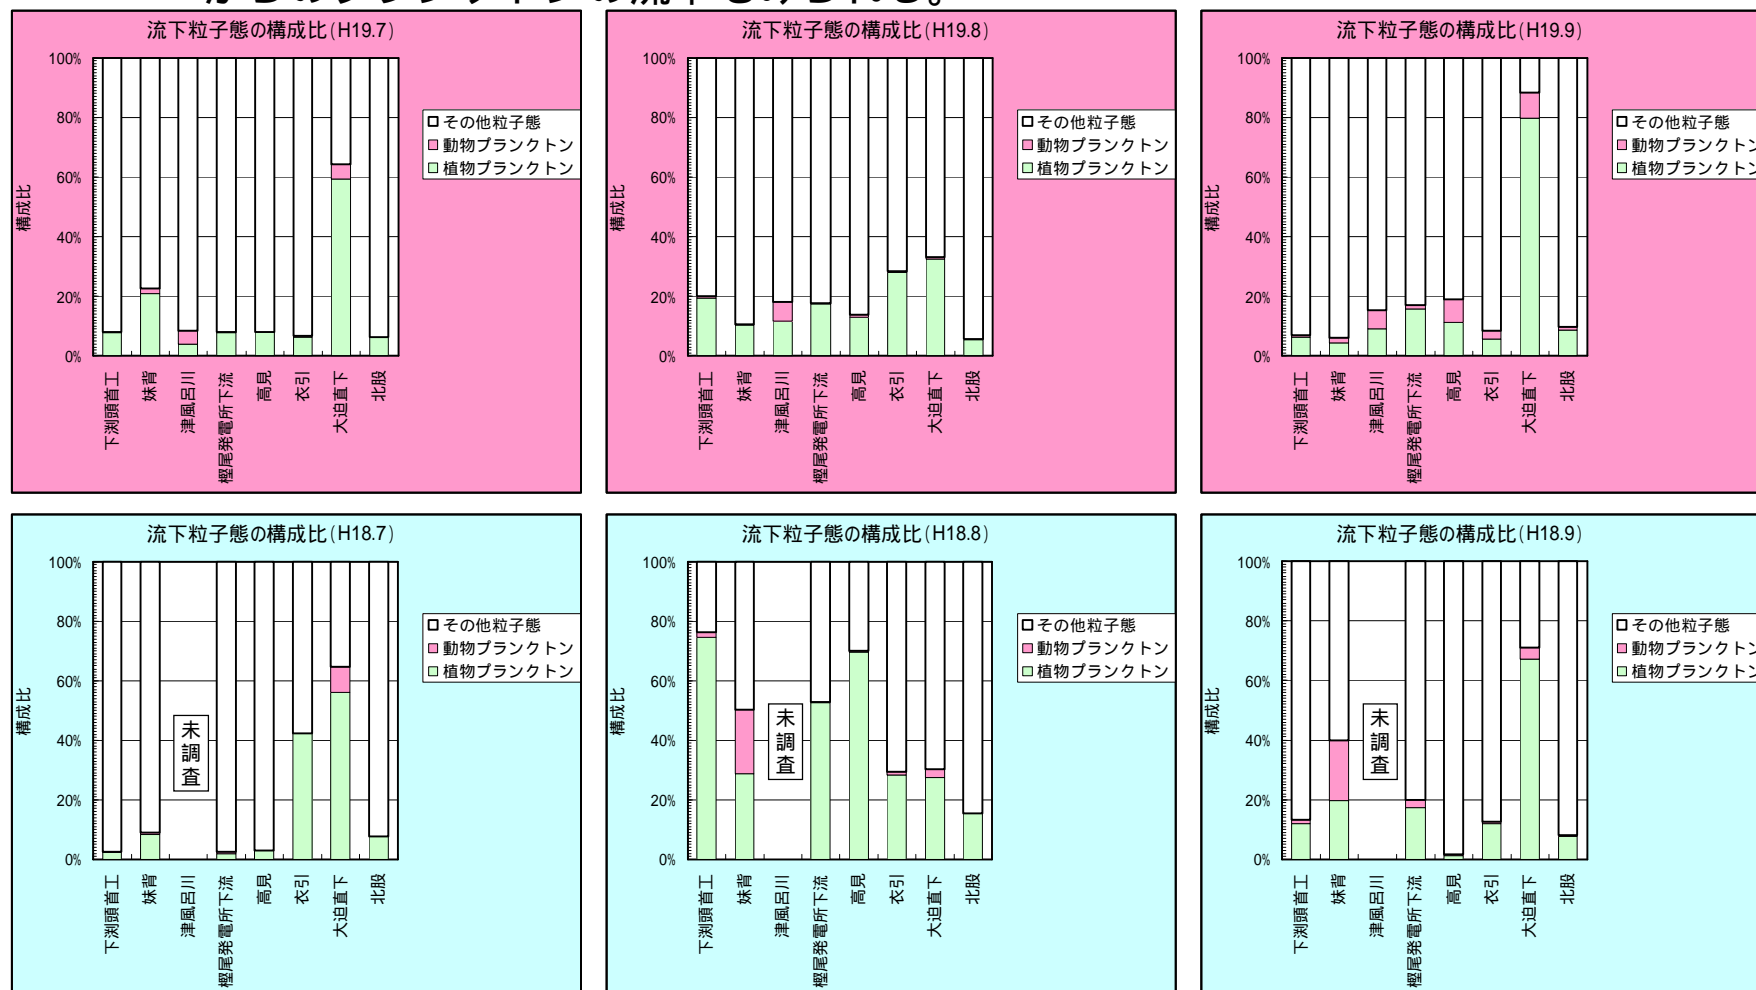 流下粒子態の構成比(H19.7)
100%
80%
60%
40%
20%
0%
構成比
下渕頭首工
妹背
津風呂川
樫尾発電所下流
高見
衣引
大迫直下
北股
その他粒子態
動物プランクトン
植物プランクトン
流下粒子態の構成比(H19.8)
100%
80%
60%
40%
20%
0%
構成比
下渕頭首工
妹背
津風呂川
樫尾発電所下流
高見
衣引
大迫直下
北股
その他粒子態
動物プランクトン
植物プランクトン
流下粒子態の構成比(H19.9)
100%
80%
60%
40%
20%
0%
構成比
下渕頭首工
妹背
津風呂川
樫尾発電所下流
高見
衣引
大迫直下
北股
その他粒子態
動物プランクトン
植物プランクトン
流下粒子態の構成比(H18.7)
100%
80%
60%
40%
20%
0%
構成比
未調査
下渕頭首工
妹背
津風呂川
樫尾発電所下流
高見
衣引
大迫直下
北股
その他粒子態
動物プランクトン
植物プランクトン
流下粒子態の構成比(H18.8)
100%
80%
60%
40%
20%
0%
構成比
未調査
下渕頭首工
妹背
津風呂川
樫尾発電所下流
高見
衣引
大迫直下
北股
その他粒子態
動物プランクトン
植物プランクトン
流下粒子態の構成比(H18.9)
100%
80%
60%
40%
20%
0%
構成比
未調査
下渕頭首工
妹背
津風呂川
樫尾発電所下流
高見
衣引
大迫直下
北股
その他粒子態
動物プランクトン
植物プランクトン